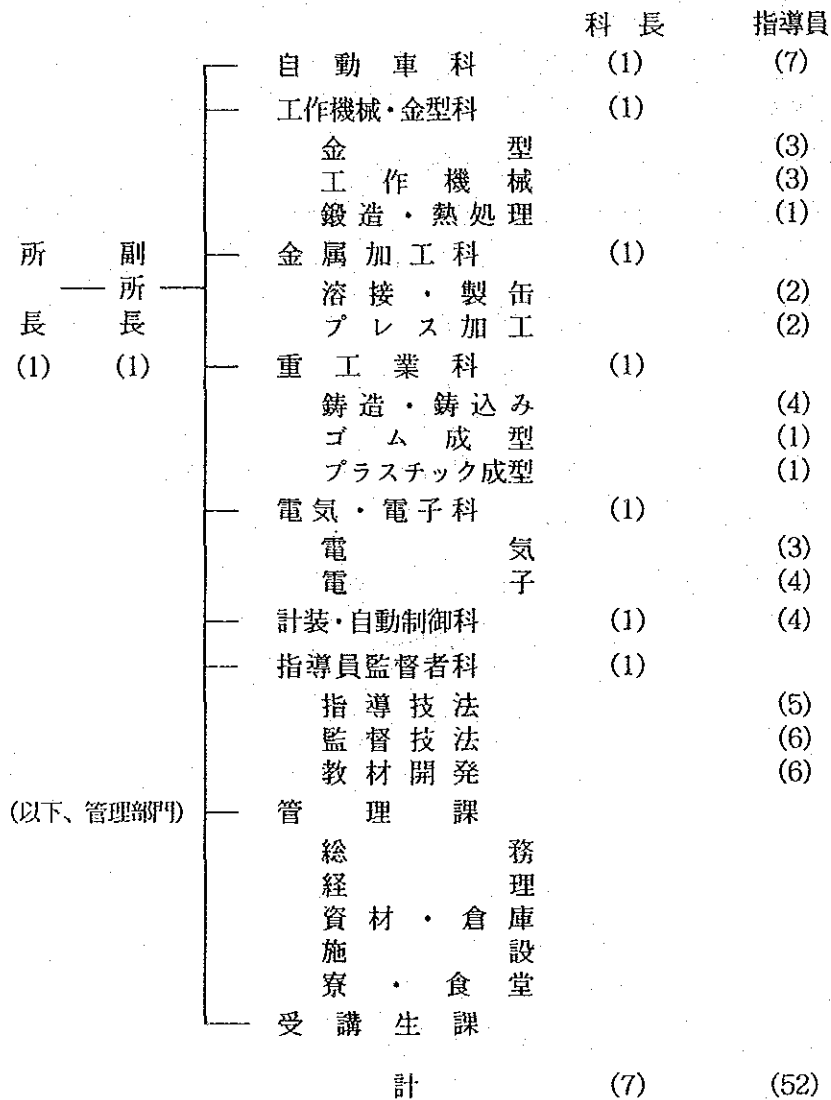 科長 指導員
自動車科 (1) (7)
工作機械・金型科 (1)
金型 (3)
工作機械 (3)
鍛造・熱処理 (1)
所長 (1)
副所長 (1)
金属加工科 (1)
溶接・製缶 (2)
プレス加工 (2)
重工業科 (1)
鋳造・鋳込み (4)
ゴム成型 (1)
プラスチック成型 (1)
電気・電子科 (1)
電気 (3)
電子 (4)
計装・自動制御科 (1) (4)
指導員監督者科 (1)
指導技法 (5)
監督技法 (6)
教材開発 (6)
(以下、管理部門) 管理課
総務
経理
資材・倉庫
施設
寮・食堂
受講生課
計 (7) (52)